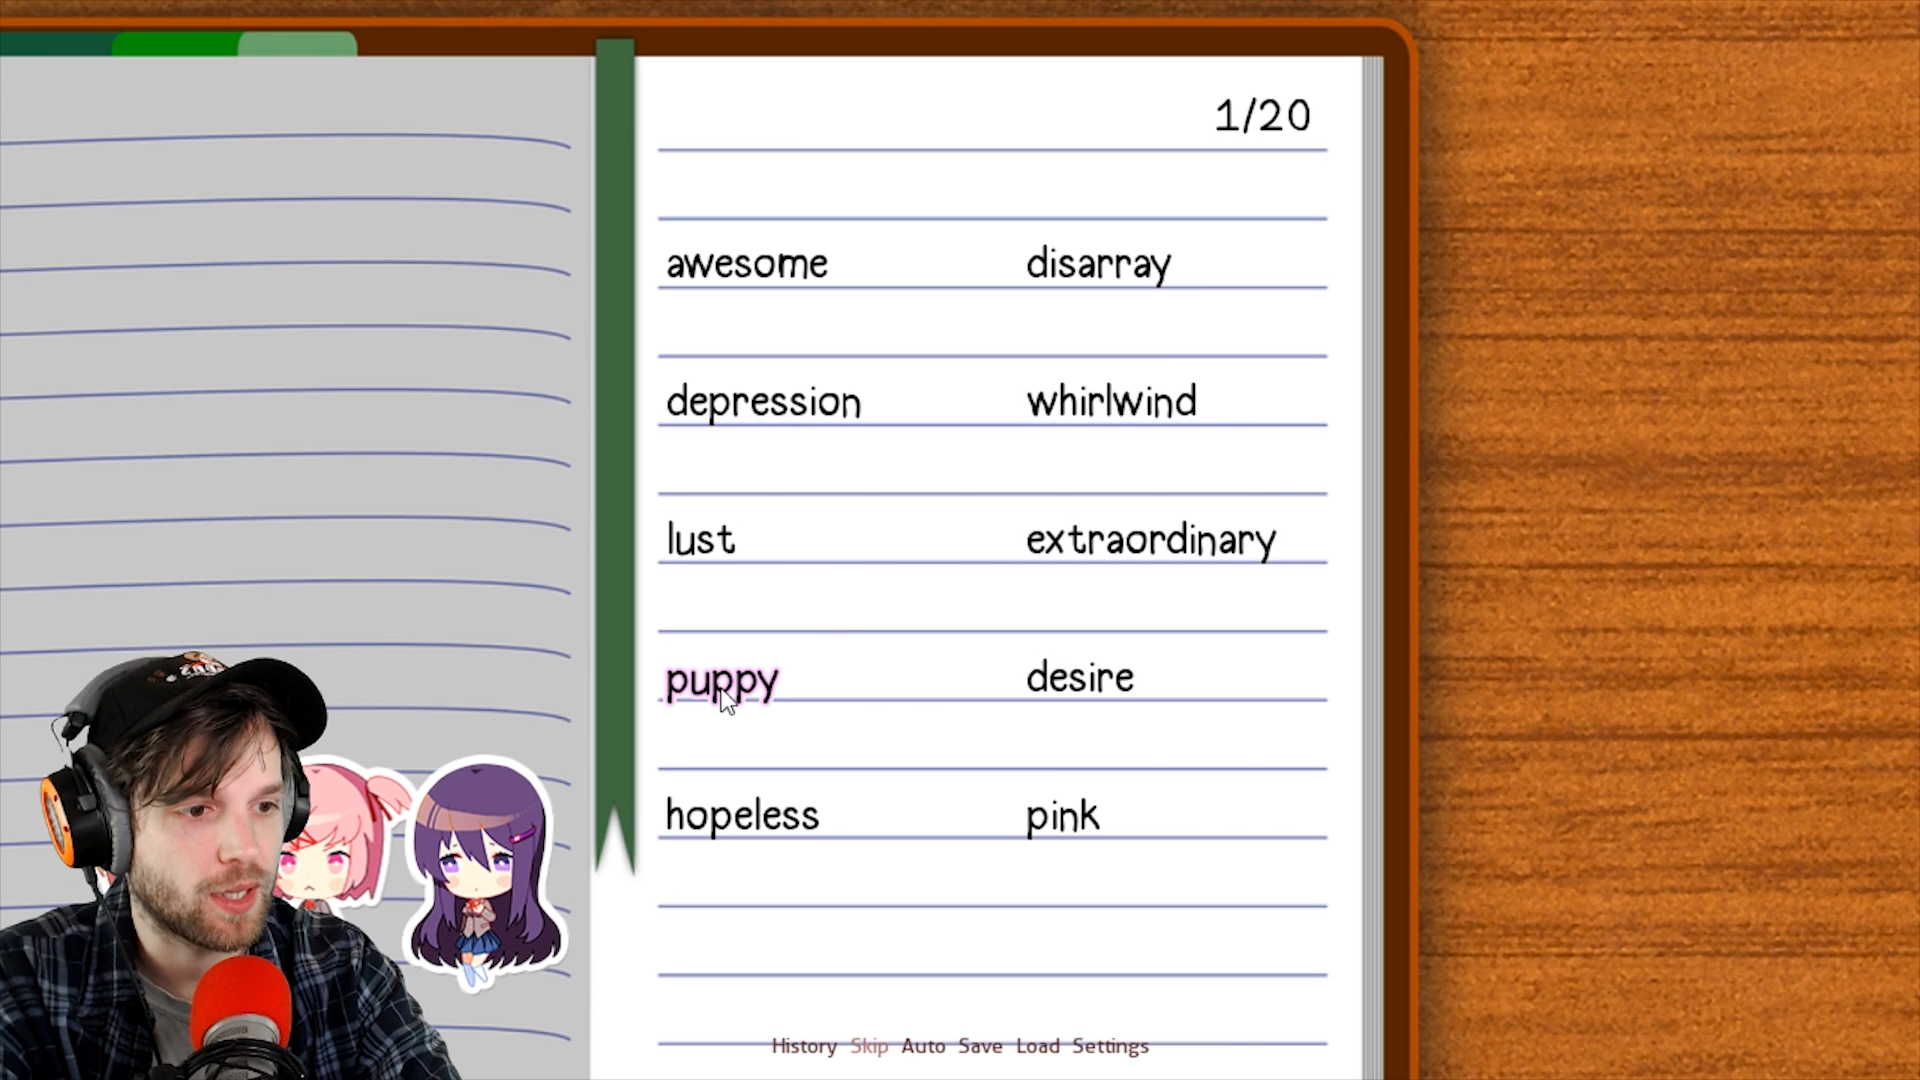 1/20
awesome disarray
depression whirlwind
lust extraordinary
puppy desire
hopeless pink
History Skip Auto Save Load Settings